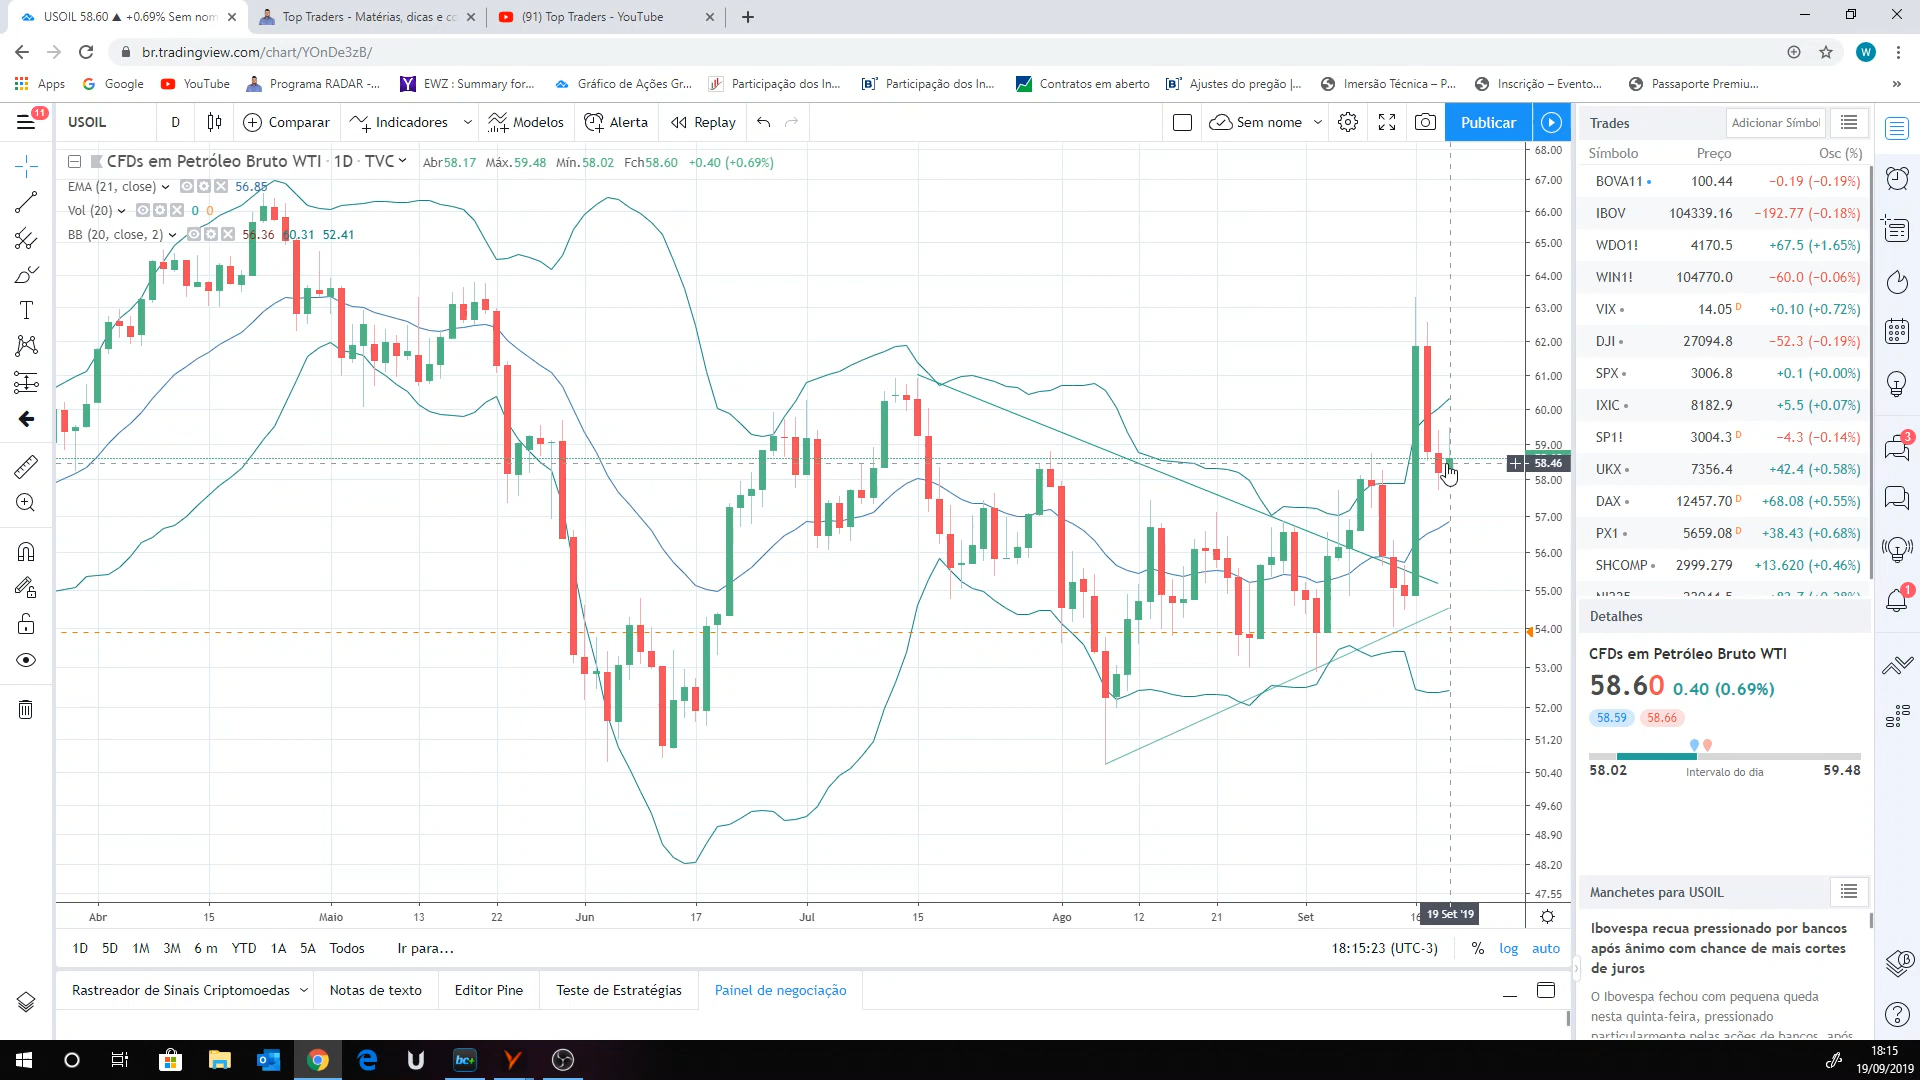 USOIL 58.60 ▲ +0.69% Sem nom
Top Traders - Matérias, dicas e co
(91) Top Traders - YouTube
br.tradingview.com/chart/YOnDe3zB/
W
Apps
Google
YouTube
Programa RADAR -...
EWZ : Summary for...
Gráfico de Ações Gr...
Participação dos In...
Participação dos In...
Contratos em aberto
Ajustes do pregão |...
Imersão Técnica – P...
Inscrição – Evento...
Passaporte Premiu...
»
11
USOIL
D
Comparar
Indicadores
Modelos
Alerta
Replay
Sem nome
Publicar
CFDs em Petróleo Bruto WTI · 1D · TVC
Abr58.17 Máx.59.48 Mín.58.02 Fch58.60 +0.40 (+0.69%)
EMA (21, close) 56.85
Vol (20) 0 0
BB (20, close, 2) 56.36 60.31 52.41
68.00
67.00
66.00
65.00
64.00
63.00
62.00
61.00
60.00
59.00
58.46
58.00
57.00
56.00
55.00
54.00
53.00
52.00
51.20
50.40
49.60
48.90
48.20
47.55
Abr 15 Maio 13 22 Jun 17 Jul 15 Ago 12 21 Set 16 19 Set '19
1D 5D 1M 3M 6 m YTD 1A 5A Todos Ir para...
18:15:23 (UTC-3) % log auto
Rastreador de Sinais Criptomoedas
Notas de texto
Editor Pine
Teste de Estratégias
Painel de negociação
Trades
Adicionar Símbol
Símbolo Preço Osc (%)
BOVA11 100.44 −0.19 (−0.19%)
IBOV 104339.16 −192.77 (−0.18%)
WDO1! 4170.5 +67.5 (+1.65%)
WIN1! 104770.0 −60.0 (−0.06%)
VIX 14.05 D +0.10 (+0.72%)
DJI 27094.8 −52.3 (−0.19%)
SPX 3006.8 +0.1 (+0.00%)
IXIC 8182.9 +5.5 (+0.07%)
SP1! 3004.3 D −4.3 (−0.14%)
UKX 7356.4 +42.4 (+0.58%)
DAX 12457.70 D +68.08 (+0.55%)
PX1 5659.08 D +38.43 (+0.68%)
SHCOMP 2999.279 +13.620 (+0.46%)
Detalhes
CFDs em Petróleo Bruto WTI
58.60 0.40 (0.69%)
58.59 58.66
58.02 Intervalo do dia 59.48
Manchetes para USOIL
Ibovespa recua pressionado por bancos
após ânimo com chance de mais cortes
de juros
O Ibovespa fechou com pequena queda
nesta quinta-feira, pressionado
particularmente pelas ações de bancos, após
3
1
bc+
18:15
19/09/2019